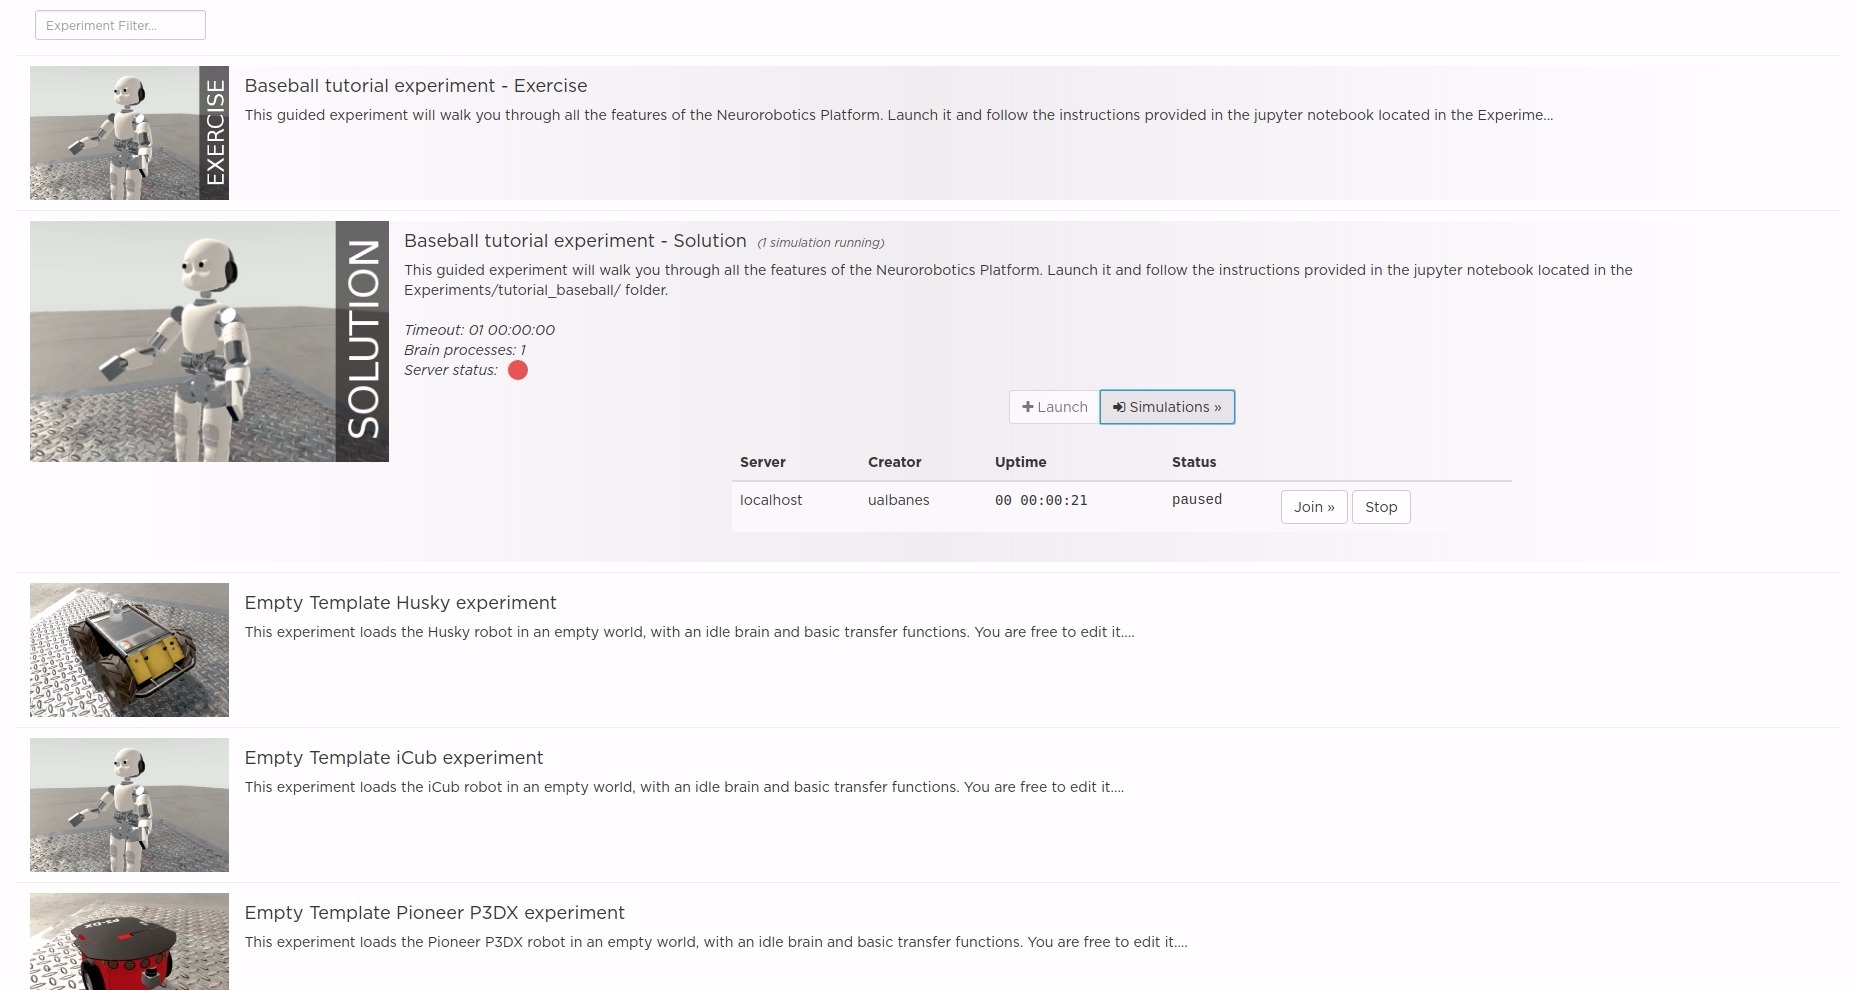 Experiment Filter...
EXERCISE
Baseball tutorial experiment - Exercise
This guided experiment will walk you through all the features of the Neurorobotics Platform. Launch it and follow the instructions provided in the jupyter notebook located in the Experime...
SOLUTION
Baseball tutorial experiment - Solution (1 simulation running)
This guided experiment will walk you through all the features of the Neurorobotics Platform. Launch it and follow the instructions provided in the jupyter notebook located in the
Experiments/tutorial_baseball/ folder.
Timeout: 01 00:00:00
Brain processes: 1
Server status:
Launch Simulations »
Server Creator Uptime Status
localhost ualbanes 00 00:00:21 paused Join » Stop
Empty Template Husky experiment
This experiment loads the Husky robot in an empty world, with an idle brain and basic transfer functions. You are free to edit it....
Empty Template iCub experiment
This experiment loads the iCub robot in an empty world, with an idle brain and basic transfer functions. You are free to edit it....
P3-DX
Empty Template Pioneer P3DX experiment
This experiment loads the Pioneer P3DX robot in an empty world, with an idle brain and basic transfer functions. You are free to edit it....